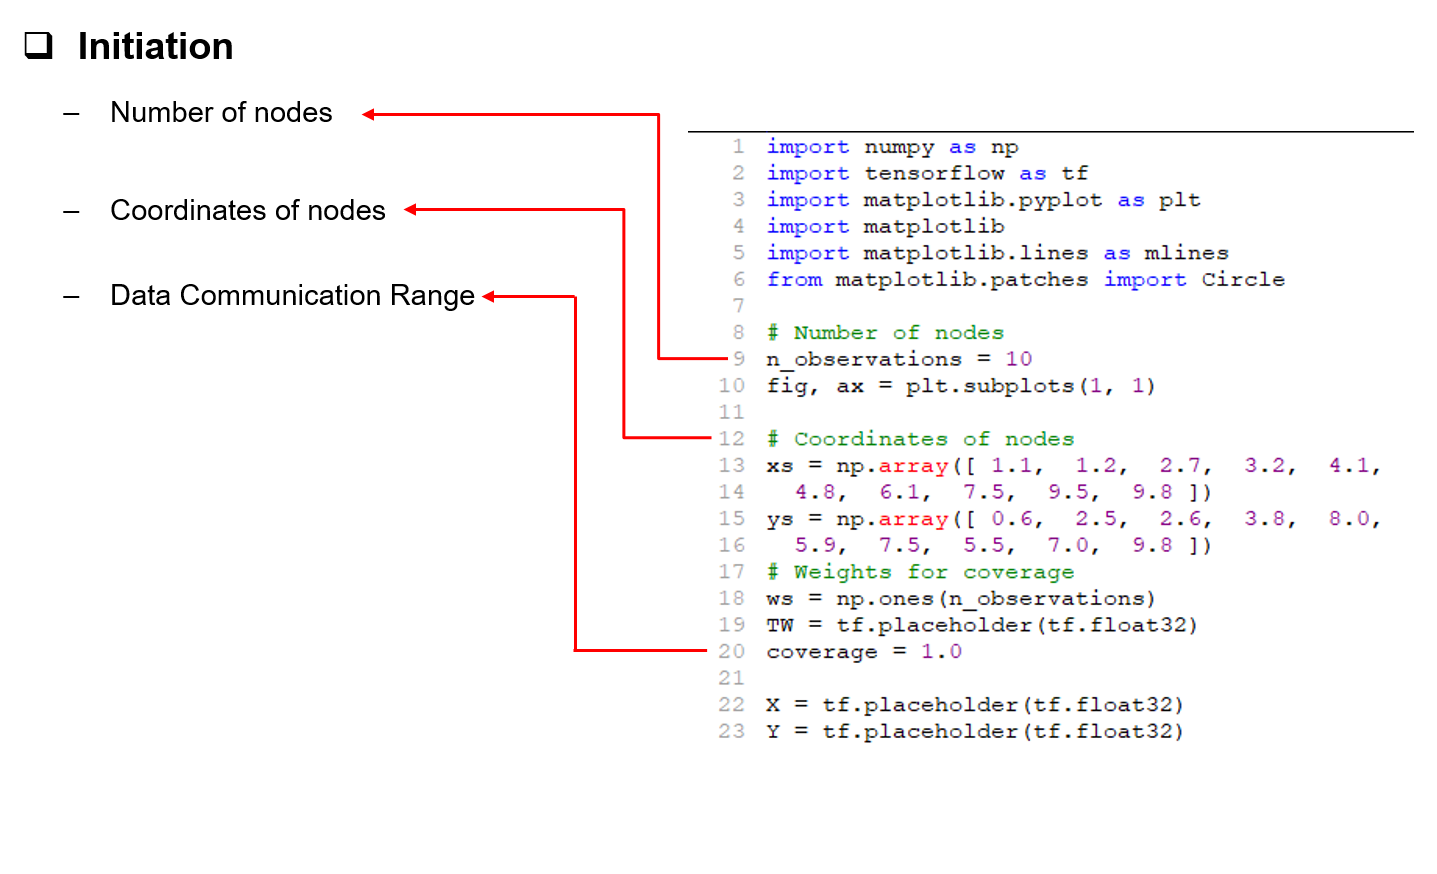 ❑ Initiation
– Number of nodes
– Coordinates of nodes
– Data Communication Range
1 import numpy as np
2 import tensorflow as tf
3 import matplotlib.pyplot as plt
4 import matplotlib
5 import matplotlib.lines as mlines
6 from matplotlib.patches import Circle
7
8 # Number of nodes
9 n_observations = 10
10 fig, ax = plt.subplots(1, 1)
11
12 # Coordinates of nodes
13 xs = np.array([ 1.1, 1.2, 2.7, 3.2, 4.1,
14 4.8, 6.1, 7.5, 9.5, 9.8 ])
15 ys = np.array([ 0.6, 2.5, 2.6, 3.8, 8.0,
16 5.9, 7.5, 5.5, 7.0, 9.8 ])
17 # Weights for coverage
18 ws = np.ones(n_observations)
19 TW = tf.placeholder(tf.float32)
20 coverage = 1.0
21
22 X = tf.placeholder(tf.float32)
23 Y = tf.placeholder(tf.float32)